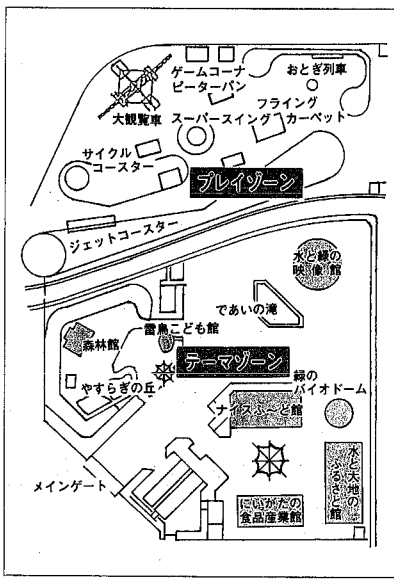 ゲームコーナ
ピーターパン
おとぎ列車
大観覧車
フライング
カーペット
スーパースイング
サイクル
コースター
プレイゾーン
ジェットコースター
水と緑の
映像館
であいの滝
雷鳥こども館
森林館
テーマゾーン
やすらぎの丘
緑の
バイオドーム
ナイスふ〜ど館
メインゲート
水と大地の
ふるさと館
にいがたの
食品産業館